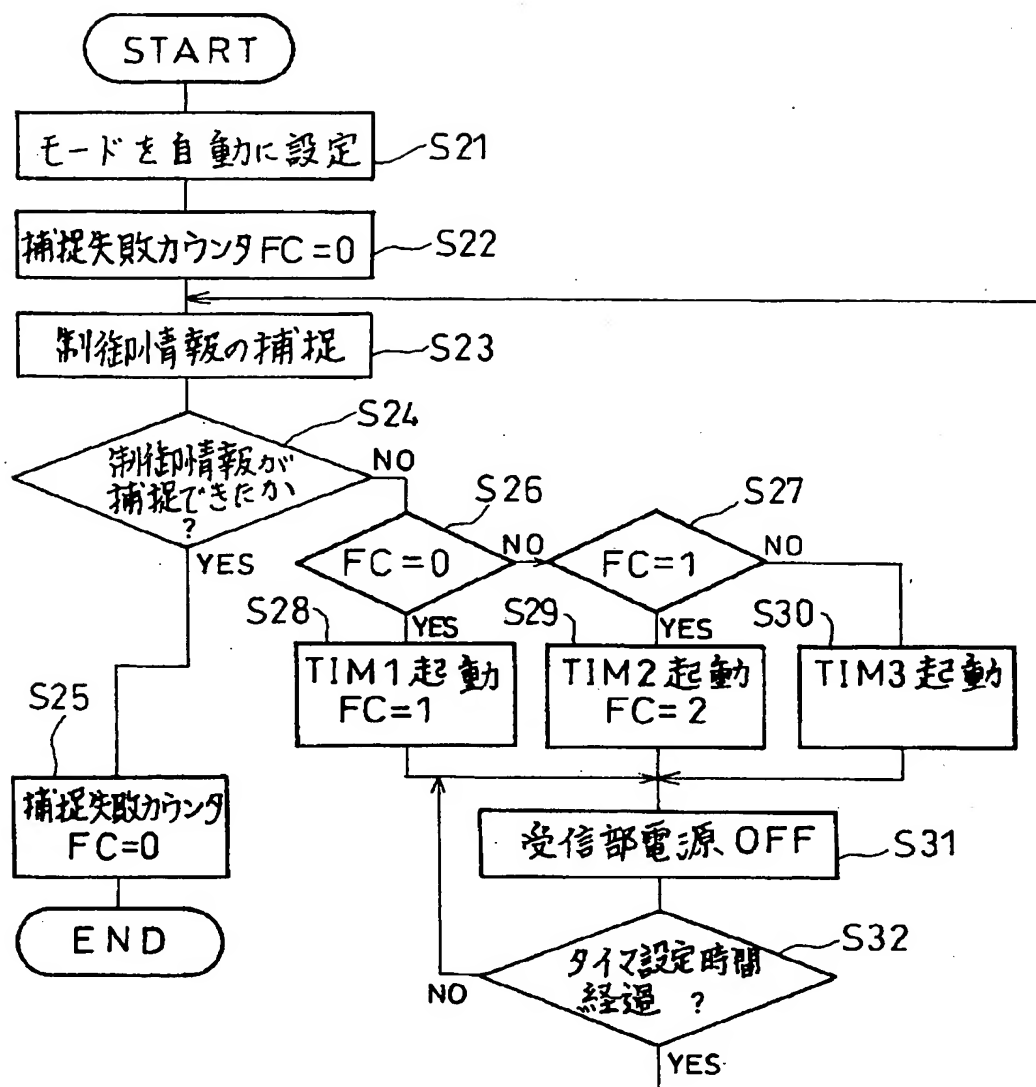 START
モードを自動に設定
S21
捕捉失敗カウンタFC=0
S22
制御情報の捕捉
S23
S24
制御情報が
捕捉できたか
?
NO
YES
S26
FC=0
NO
YES
S27
FC=1
NO
YES
S28
TIM1起動
FC=1
S29
TIM2起動
FC=2
S30
TIM3起動
S25
捕捉失敗カウンタ
FC=0
END
受信部電源OFF
S31
S32
タイマ設定時間
経過 ?
NO
YES